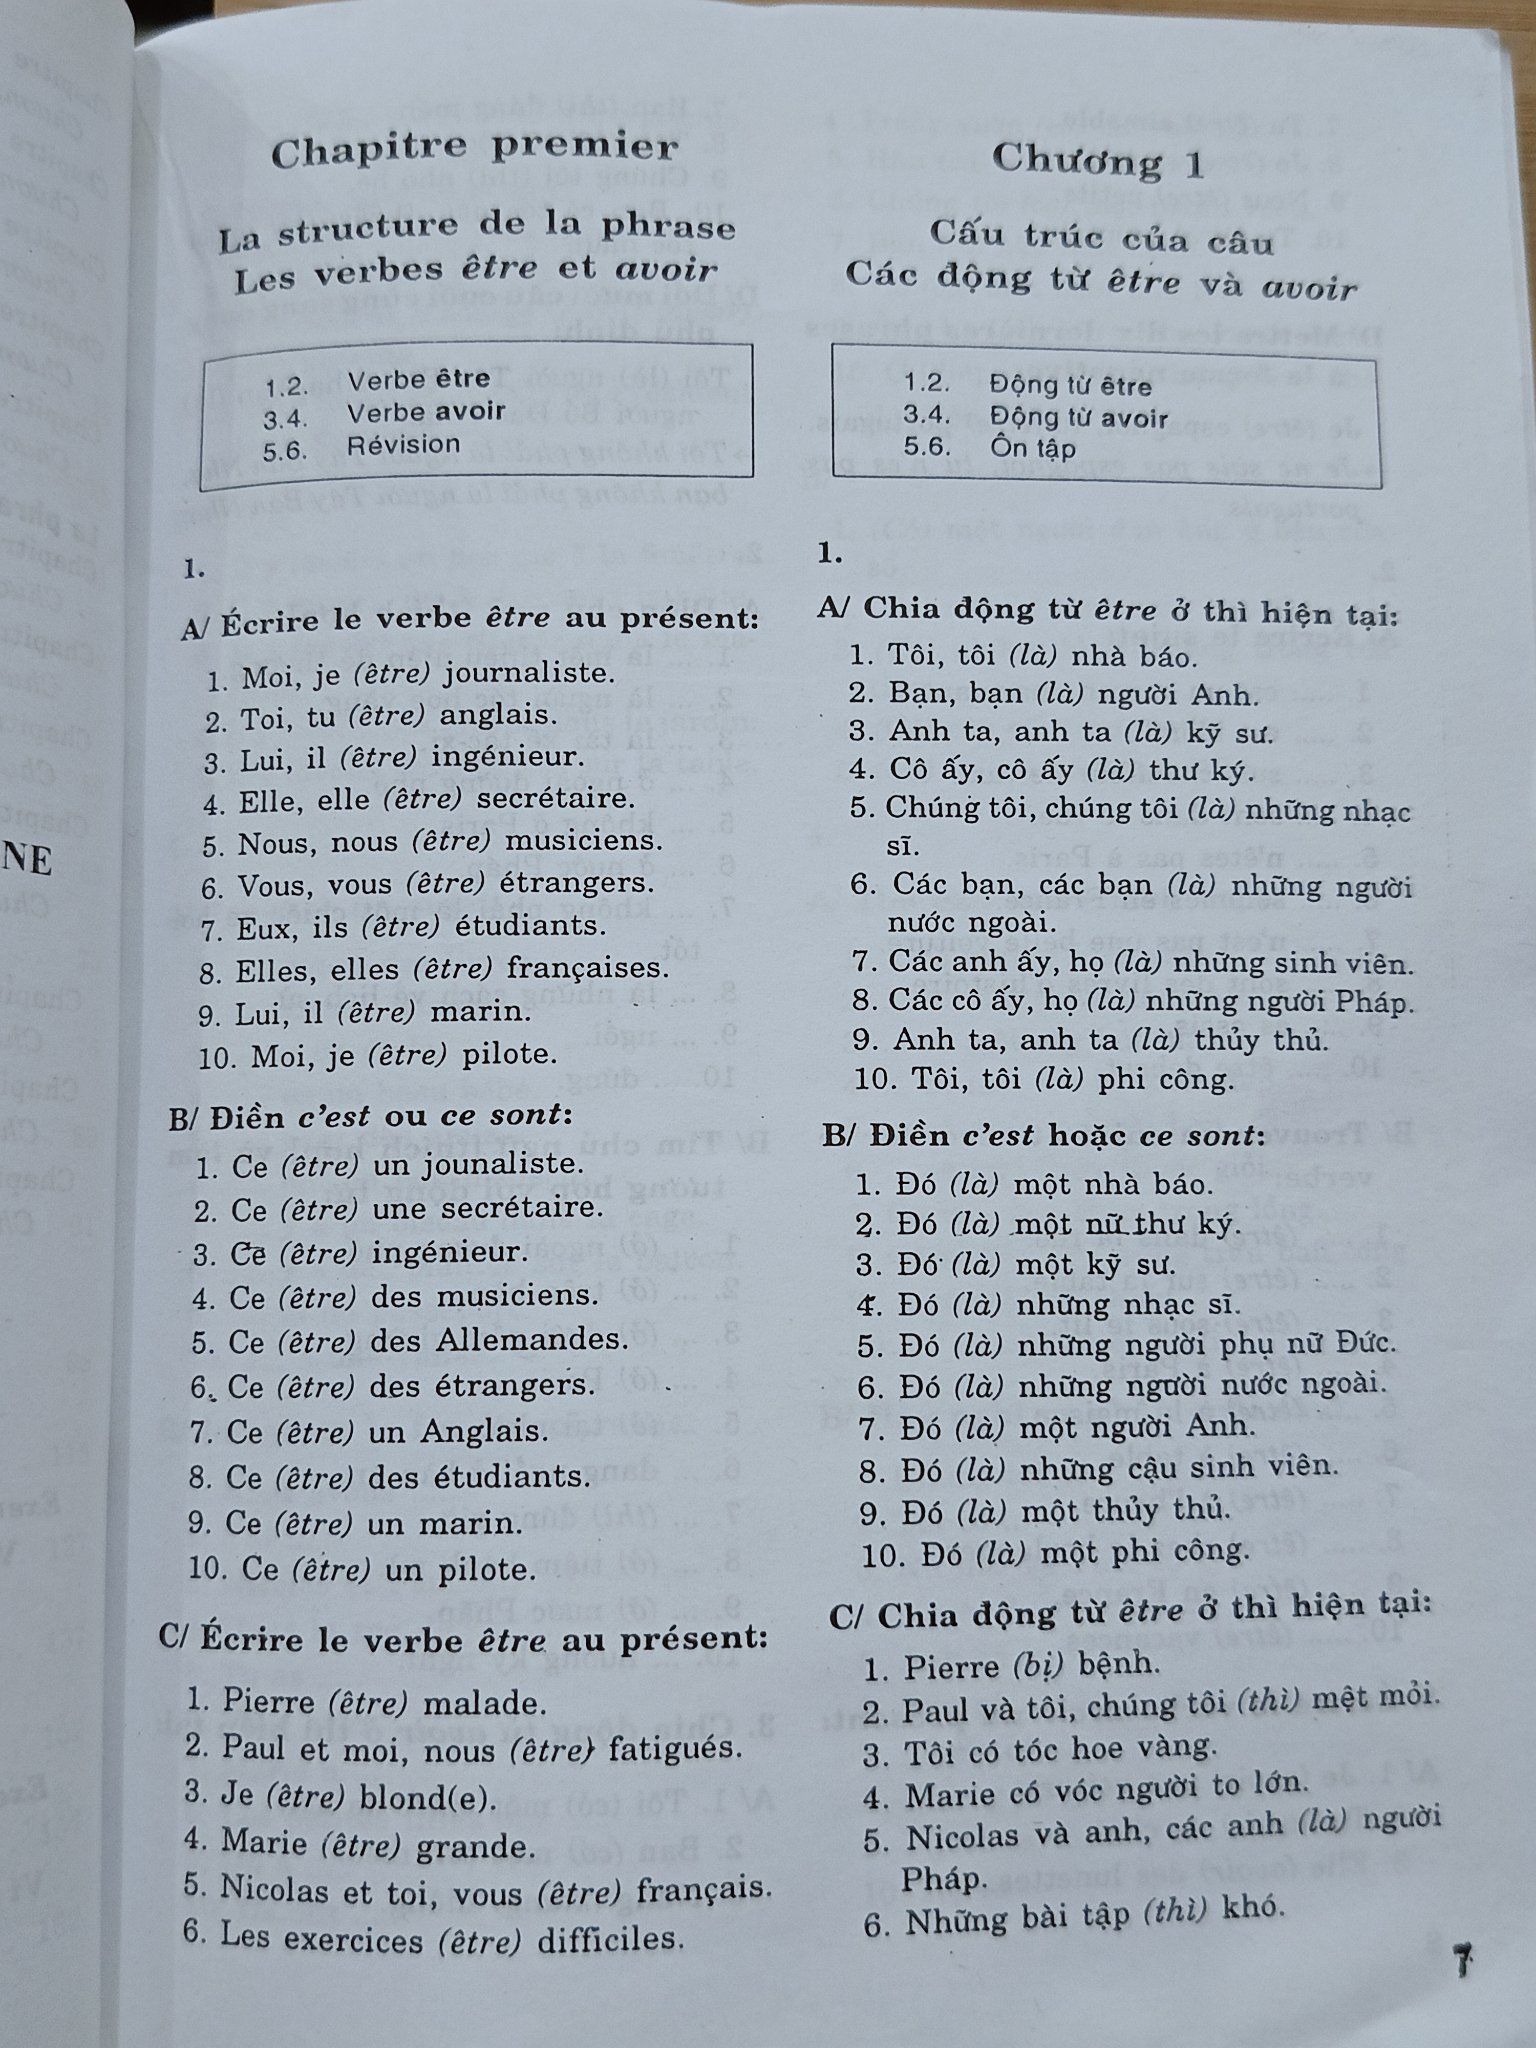 Chapitre premier
La structure de la phrase
Les verbes être et avoir
1.2. Verbe être
3.4. Verbe avoir
5.6. Révision
1.
A/ Écrire le verbe être au présent:
1. Moi, je (être) journaliste.
2. Toi, tu (être) anglais.
3. Lui, il (être) ingénieur.
4. Elle, elle (être) secrétaire.
5. Nous, nous (être) musiciens.
6. Vous, vous (être) étrangers.
7. Eux, ils (être) étudiants.
8. Elles, elles (être) françaises.
9. Lui, il (être) marin.
10. Moi, je (être) pilote.
B/ Điền c'est ou ce sont:
1. Ce (être) un jounaliste.
2. Ce (être) une secrétaire.
3. Ce (être) ingénieur.
4. Ce (être) des musiciens.
5. Ce (être) des Allemandes.
6. Ce (être) des étrangers.
7. Ce (être) un Anglais.
8. Ce (être) des étudiants.
9. Ce (être) un marin.
10. Ce (être) un pilote.
C/ Écrire le verbe être au présent:
1. Pierre (être) malade.
2. Paul et moi, nous (être) fatigués.
3. Je (être) blond(e).
4. Marie (être) grande.
5. Nicolas et toi, vous (être) français.
6. Les exercices (être) difficiles.
Chương 1
Cấu trúc của câu
Các động từ être và avoir
1.2. Động từ être
3.4. Động từ avoir
5.6. Ôn tập
1.
A/ Chia động từ être ở thì hiện tại:
1. Tôi, tôi (là) nhà báo.
2. Bạn, bạn (là) người Anh.
3. Anh ta, anh ta (là) kỹ sư.
4. Cô ấy, cô ấy (là) thư ký.
5. Chúng tôi, chúng tôi (là) những nhạc
sĩ.
6. Các bạn, các bạn (là) những người
nước ngoài.
7. Các anh ấy, họ (là) những sinh viên.
8. Các cô ấy, họ (là) những người Pháp.
9. Anh ta, anh ta (là) thủy thủ.
10. Tôi, tôi (là) phi công.
B/ Điền c'est hoặc ce sont:
1. Đó (là) một nhà báo.
2. Đó (là) một nữ thư ký.
3. Đó (là) một kỹ sư.
4. Đó (là) những nhạc sĩ.
5. Đó (là) những người phụ nữ Đức.
6. Đó (là) những người nước ngoài.
7. Đó (là) một người Anh.
8. Đó (là) những cậu sinh viên.
9. Đó (là) một thủy thủ.
10. Đó (là) một phi công.
C/ Chia động từ être ở thì hiện tại:
1. Pierre (bị) bệnh.
2. Paul và tôi, chúng tôi (thì) mệt mỏi.
3. Tôi có tóc hoe vàng.
4. Marie có vóc người to lớn.
5. Nicolas và anh, các anh (là) người
Pháp.
6. Những bài tập (thì) khó.
7
NE